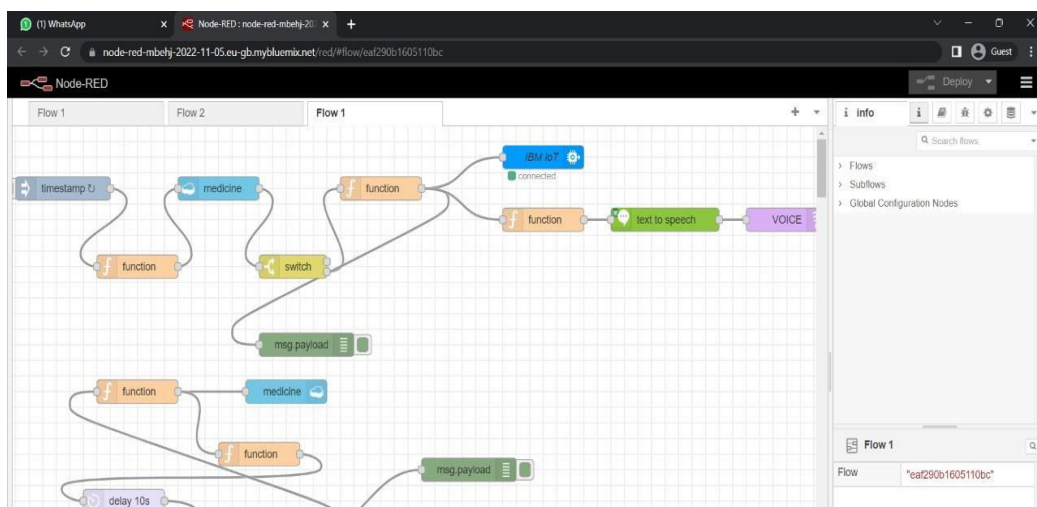 (1) WhatsApp
Node-RED : node-red-mbehj-20
node-red-mbehj-2022-11-05.eu-gb.mybluemix.net/red/#flow/eaf290b1605110bc
Guest
Node-RED
Deploy
Flow 1
Flow 2
Flow 1
info
Search flows
Flows
Subflows
Global Configuration Nodes
IBM IoT
connected
timestamp ↻
medicine
function
function
text to speech
VOICE
function
switch
msg.payload
function
medicine
function
msg.payload
delay 10s
Flow 1
Flow "eaf290b1605110bc"